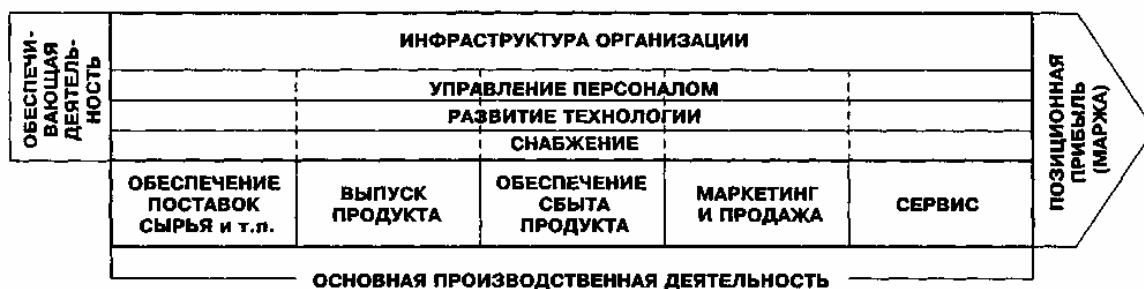 ОБЕСПЕЧИ-
ВАЮЩАЯ
ДЕЯТЕЛЬ-
НОСТЬ
ИНФРАСТРУКТУРА ОРГАНИЗАЦИИ
УПРАВЛЕНИЕ ПЕРСОНАЛОМ
РАЗВИТИЕ ТЕХНОЛОГИИ
СНАБЖЕНИЕ
ОБЕСПЕЧЕНИЕ
ПОСТАВОК
СЫРЬЯ и т.п.
ВЫПУСК
ПРОДУКТА
ОБЕСПЕЧЕНИЕ
СБЫТА
ПРОДУКТА
МАРКЕТИНГ
И ПРОДАЖА
СЕРВИС
ПОЗИЦИОННАЯ
ПРИБЫЛЬ
(МАРЖА)
ОСНОВНАЯ ПРОИЗВОДСТВЕННАЯ ДЕЯТЕЛЬНОСТЬ